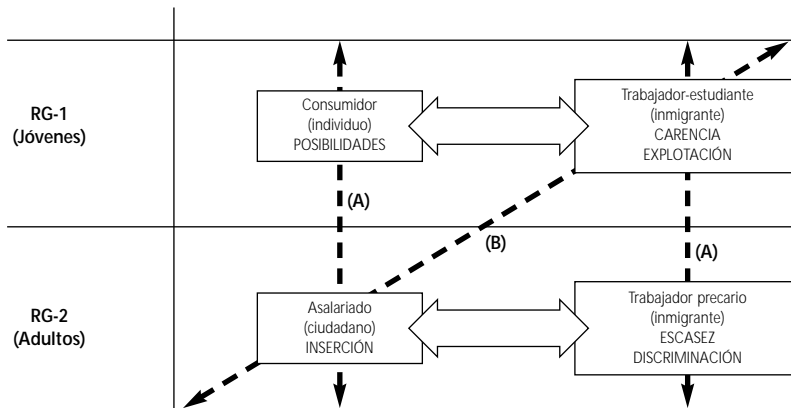 RG-1
(Jóvenes)
Consumidor
(individuo)
POSIBILIDADES
Trabajador-estudiante
(inmigrante)
CARENCIA
EXPLOTACIÓN
(A)
(B)
(A)
RG-2
(Adultos)
Asalariado
(ciudadano)
INSERCIÓN
Trabajador precario
(inmigrante)
ESCASEZ
DISCRIMINACIÓN